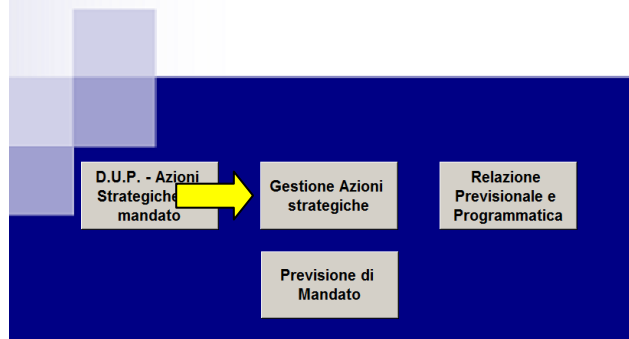 D.U.P. - Azioni
Strategiche
mandato
Gestione Azioni
strategiche
Relazione
Previsionale e
Programmatica
Previsione di
Mandato